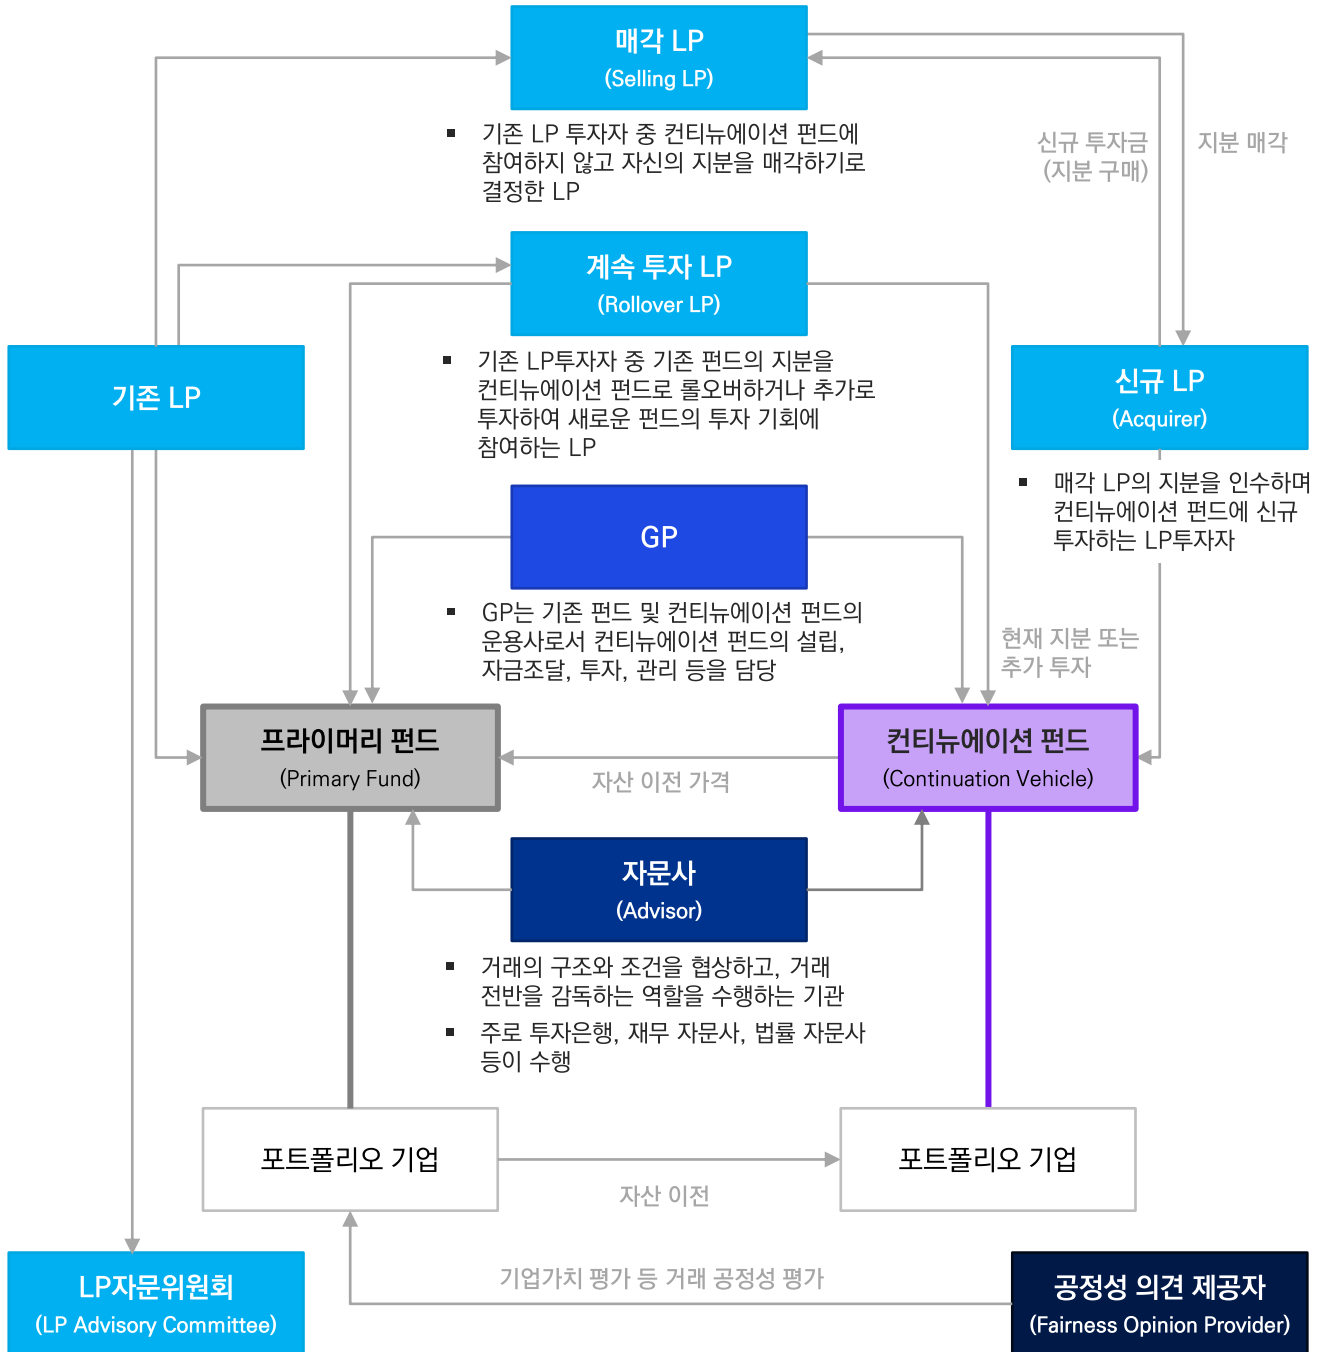 매각 LP
(Selling LP)
▪ 기존 LP 투자자 중 컨티뉴에이션 펀드에
참여하지 않고 자신의 지분을 매각하기로
결정한 LP
신규 투자금
(지분 구매)
지분 매각
계속 투자 LP
(Rollover LP)
▪ 기존 LP투자자 중 기존 펀드의 지분을
컨티뉴에이션 펀드로 롤오버하거나 추가로
투자하여 새로운 펀드의 투자 기회에
참여하는 LP
기존 LP
신규 LP
(Acquirer)
▪ 매각 LP의 지분을 인수하며
컨티뉴에이션 펀드에 신규
투자하는 LP투자자
GP
▪ GP는 기존 펀드 및 컨티뉴에이션 펀드의
운용사로서 컨티뉴에이션 펀드의 설립,
자금조달, 투자, 관리 등을 담당
현재 지분 또는
추가 투자
프라이머리 펀드
(Primary Fund)
자산 이전 가격
컨티뉴에이션 펀드
(Continuation Vehicle)
자문사
(Advisor)
▪ 거래의 구조와 조건을 협상하고, 거래
전반을 감독하는 역할을 수행하는 기관
▪ 주로 투자은행, 재무 자문사, 법률 자문사
등이 수행
포트폴리오 기업
자산 이전
포트폴리오 기업
LP자문위원회
(LP Advisory Committee)
기업가치 평가 등 거래 공정성 평가
공정성 의견 제공자
(Fairness Opinion Provider)